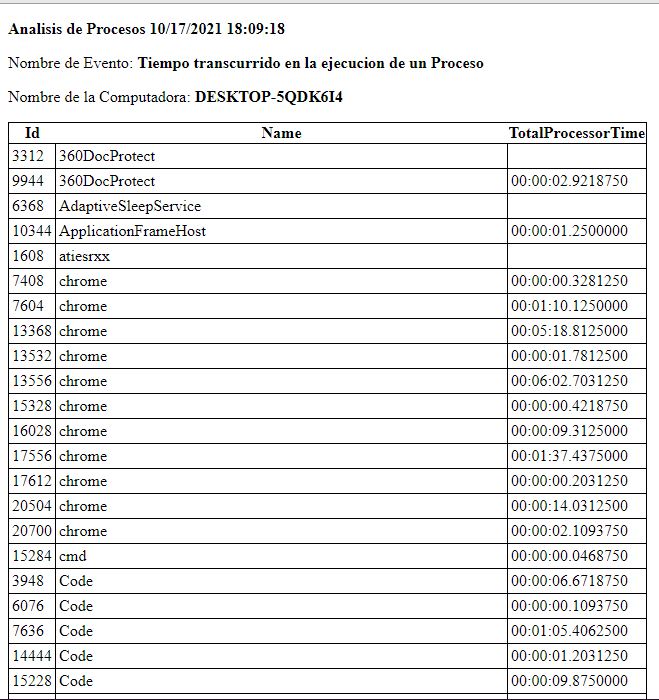 Analisis de Procesos 10/17/2021 18:09:18
Nombre de Evento: Tiempo transcurrido en la ejecucion de un Proceso
Nombre de la Computadora: DESKTOP-5QDK6I4
Id Name TotalProcessorTime
3312 360DocProtect
9944 360DocProtect 00:00:02.9218750
6368 AdaptiveSleepService
10344 ApplicationFrameHost 00:00:01.2500000
1608 atiesrxx
7408 chrome 00:00:00.3281250
7604 chrome 00:01:10.1250000
13368 chrome 00:05:18.8125000
13532 chrome 00:00:01.7812500
13556 chrome 00:06:02.7031250
15328 chrome 00:00:00.4218750
16028 chrome 00:00:09.3125000
17556 chrome 00:01:37.4375000
17612 chrome 00:00:00.2031250
20504 chrome 00:00:14.0312500
20700 chrome 00:00:02.1093750
15284 cmd 00:00:00.0468750
3948 Code 00:00:06.6718750
6076 Code 00:00:00.1093750
7636 Code 00:01:05.4062500
14444 Code 00:00:01.2031250
15228 Code 00:00:09.8750000